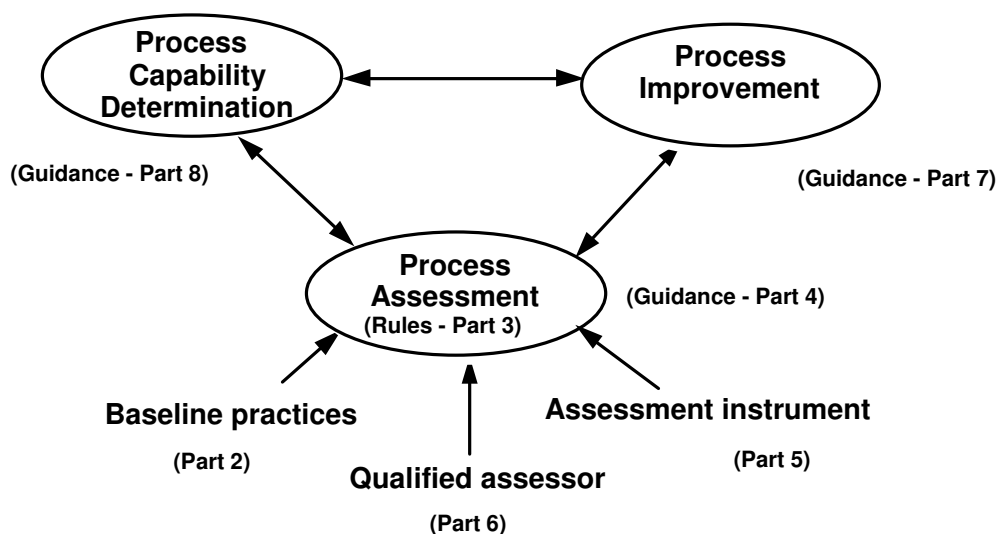 Process
Capability
Determination
Process
Improvement
(Guidance - Part 8)
(Guidance - Part 7)
Process
Assessment
(Rules - Part 3)
(Guidance - Part 4)
Baseline practices
(Part 2)
Assessment instrument
(Part 5)
Qualified assessor
(Part 6)